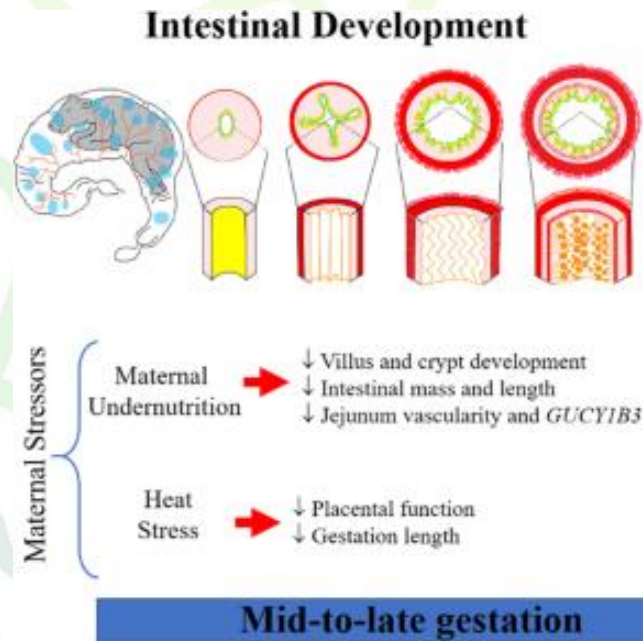 Intestinal Development
Maternal Stressors
Maternal
Undernutrition
↓ Villus and crypt development
↓ Intestinal mass and length
↓ Jejunum vascularity and GUCY1B3
Heat
Stress
↓ Placental function
↓ Gestation length
Mid-to-late gestation